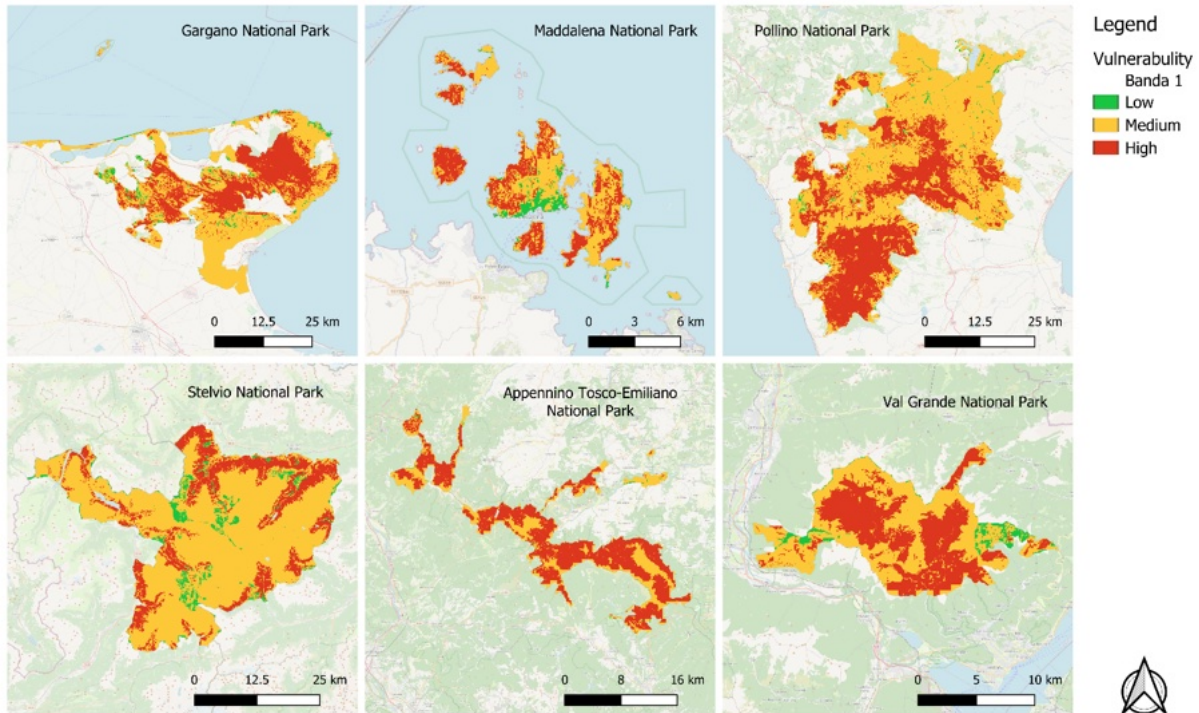 Gargano National Park
0 12.5 25 km
Maddalena National Park
0 3 6 km
Pollino National Park
0 12.5 25 km
Legend
Vulnerabulity
Banda 1
Low
Medium
High
Stelvio National Park
0 12.5 25 km
Appennino Tosco-Emiliano
National Park
0 8 16 km
Val Grande National Park
0 5 10 km